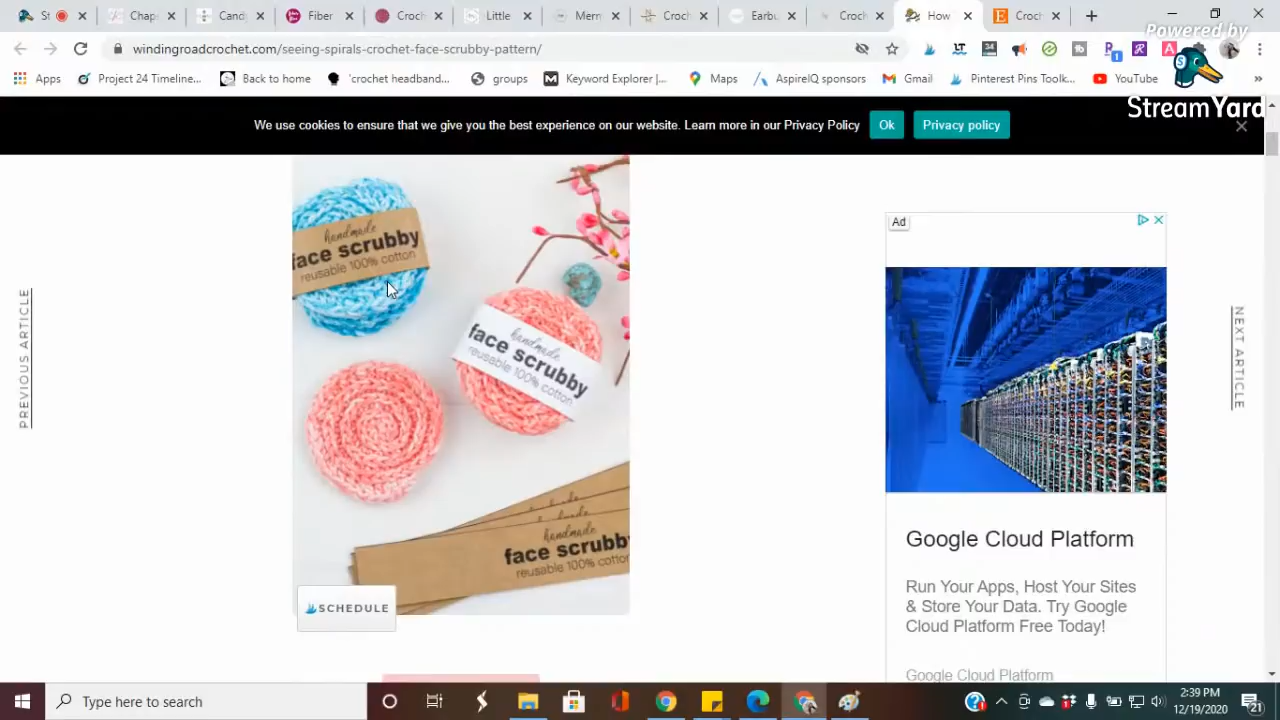 St
Chap
Cand
Fiber
Croch
Little
Mern
Croch
Earbu
Croch
How
Croch
windingroadcrochet.com/seeing-spirals-crochet-face-scrubby-pattern/
Powered by
StreamYard
Apps
Project 24 Timeline...
Back to home
'crochet headband...
groups
Keyword Explorer |...
Maps
AspireIQ sponsors
Gmail
Pinterest Pins Toolk...
YouTube
»
We use cookies to ensure that we give you the best experience on our website. Learn more in our Privacy Policy
Ok
Privacy policy
PREVIOUS ARTICLE
handmade
face scrubby
reusable 100% cotton
handmade
face scrubby
reusable 100% cotton
handmade
face scrubby
reusable 100% cotton
SCHEDULE
Ad
Google Cloud Platform
Run Your Apps, Host Your Sites
& Store Your Data. Try Google
Cloud Platform Free Today!
Google Cloud Platform
NEXT ARTICLE
Type here to search
2:39 PM
12/19/2020
21